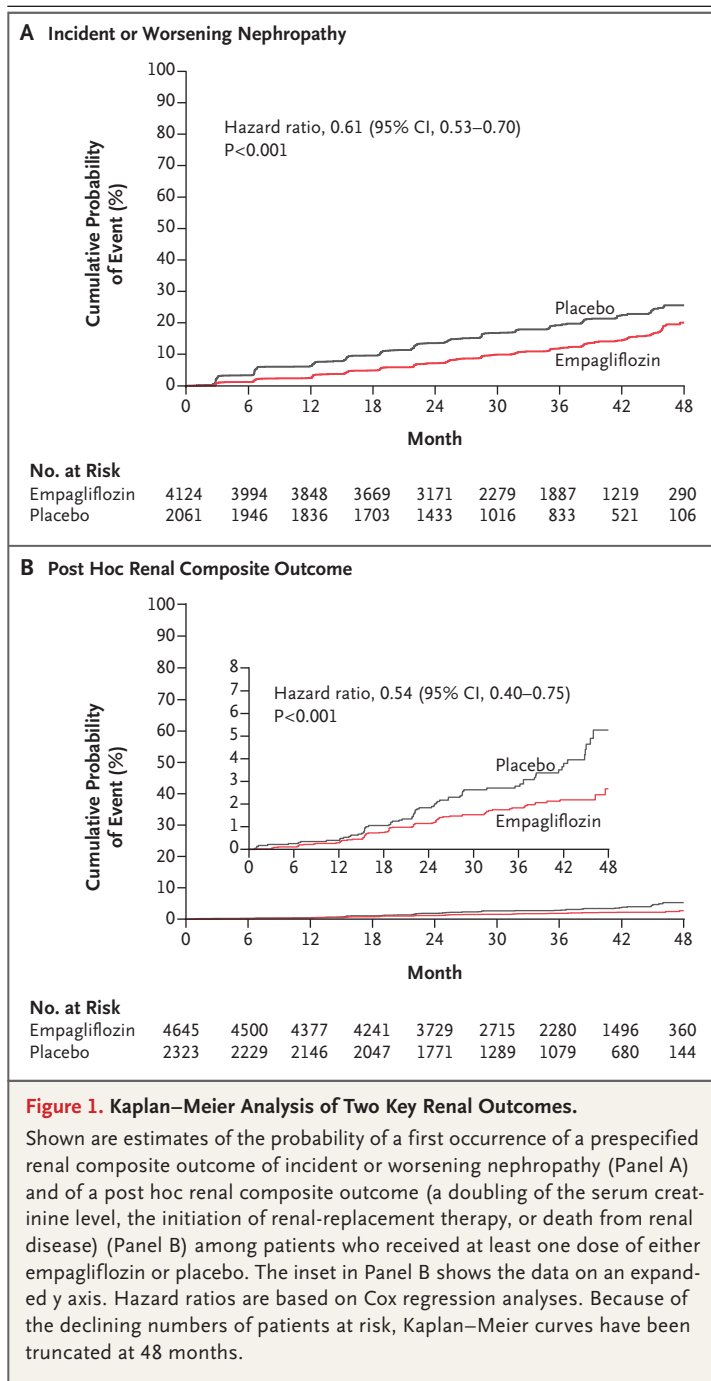 A Incident or Worsening Nephropathy
100
90
80
70
60
50
40
30
20
10
0
Cumulative Probability
of Event (%)
Hazard ratio, 0.61 (95% CI, 0.53–0.70)
P<0.001
Placebo
Empagliflozin
0 6 12 18 24 30 36 42 48
Month
No. at Risk
Empagliflozin 4124 3994 3848 3669 3171 2279 1887 1219 290
Placebo 2061 1946 1836 1703 1433 1016 833 521 106
B Post Hoc Renal Composite Outcome
100
90
80
70
60
50
40
30
20
10
0
Cumulative Probability
of Event (%)
8
7
6
5
4
3
2
1
0
Hazard ratio, 0.54 (95% CI, 0.40–0.75)
P<0.001
Placebo
Empagliflozin
0 6 12 18 24 30 36 42 48
0 6 12 18 24 30 36 42 48
Month
No. at Risk
Empagliflozin 4645 4500 4377 4241 3729 2715 2280 1496 360
Placebo 2323 2229 2146 2047 1771 1289 1079 680 144
Figure 1. Kaplan–Meier Analysis of Two Key Renal Outcomes.
Shown are estimates of the probability of a first occurrence of a prespecified
renal composite outcome of incident or worsening nephropathy (Panel A)
and of a post hoc renal composite outcome (a doubling of the serum creat-
inine level, the initiation of renal-replacement therapy, or death from renal
disease) (Panel B) among patients who received at least one dose of either
empagliflozin or placebo. The inset in Panel B shows the data on an expand-
ed y axis. Hazard ratios are based on Cox regression analyses. Because of
the declining numbers of patients at risk, Kaplan–Meier curves have been
truncated at 48 months.